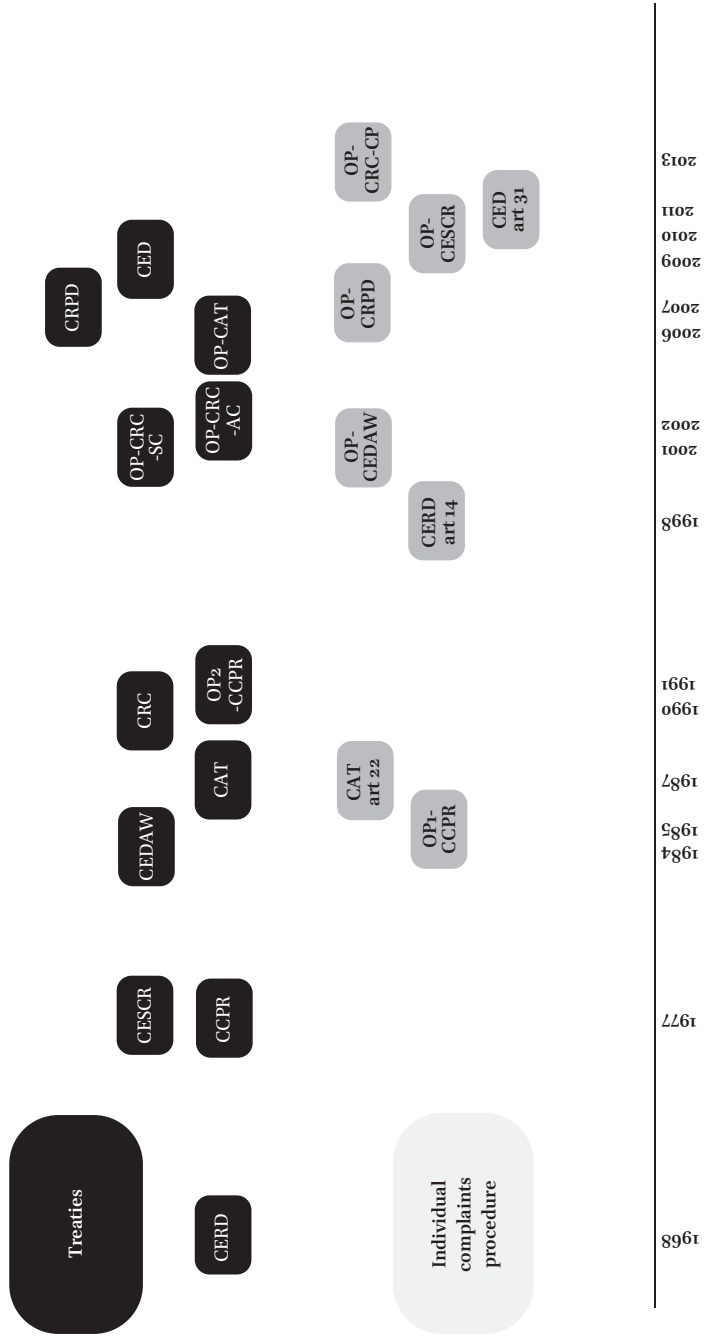 Treaties
CERD
CESCR
CCPR
CEDAW
CAT
CRC
OP2
-CCPR
OP-CRC
-SC
OP-CRC
-AC
OP-CAT
CRPD
CED
Individual
complaints
procedure
OP1-
CCPR
CAT
art 22
CERD
art 14
OP-
CEDAW
OP-
CRPD
OP-
CESCR
CED
art 31
OP-
CRC-CP
1968
1977
1984
1985
1987
1990
1991
1998
2001
2002
2006
2007
2009
2010
2011
2013